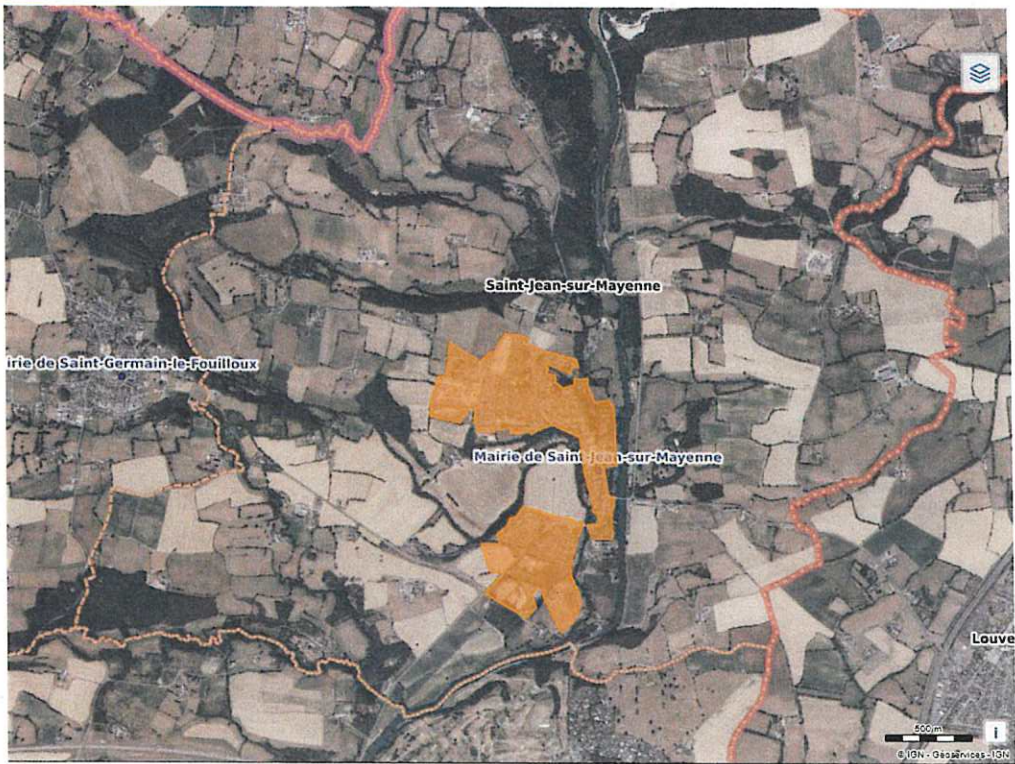 Saint-Jean-sur-Mayenne
irie de Saint-Germain-le-Fouilloux
Mairie de Saint-Jean-sur-Mayenne
Louve
500 m
i
© IGN - Géoservices - IGN